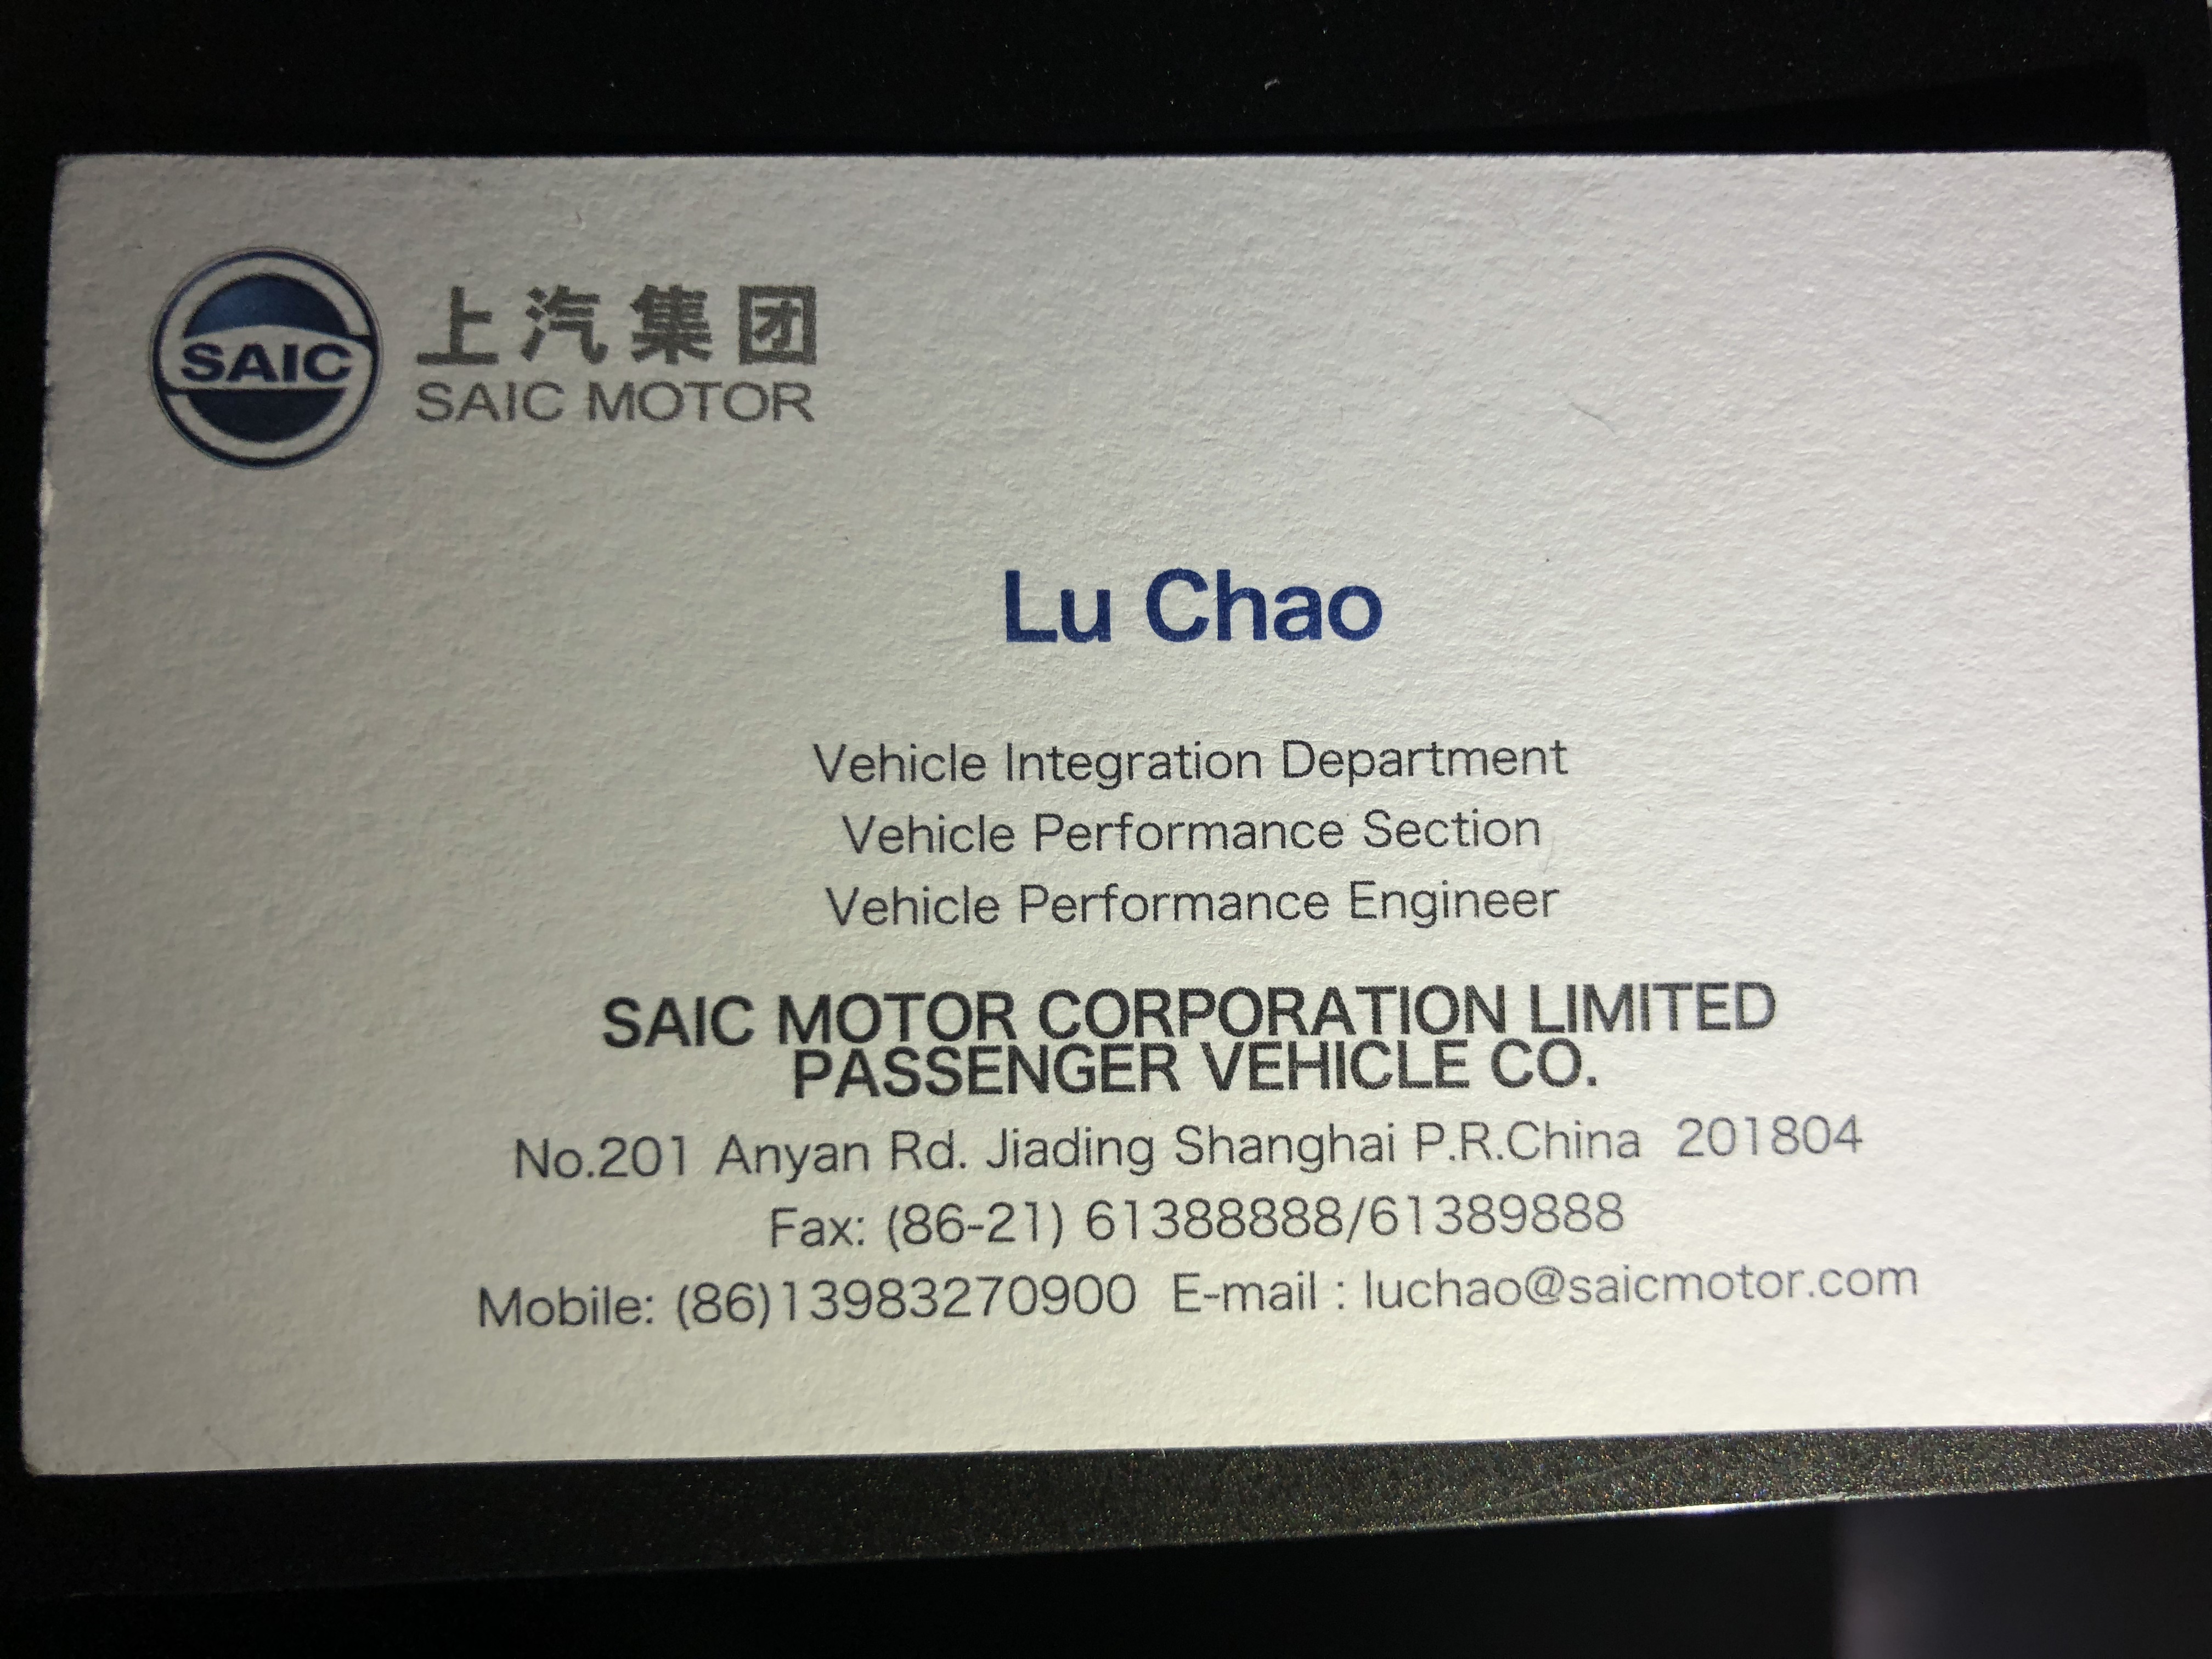 SAIC
上汽集团
SAIC MOTOR
Lu Chao
Vehicle Integration Department
Vehicle Performance Section
Vehicle Performance Engineer
SAIC MOTOR CORPORATION LIMITED
PASSENGER VEHICLE CO.
No.201 Anyan Rd. Jiading Shanghai P.R.China 201804
Fax: (86-21) 61388888/61389888
Mobile: (86)13983270900 E-mail : luchao@saicmotor.com